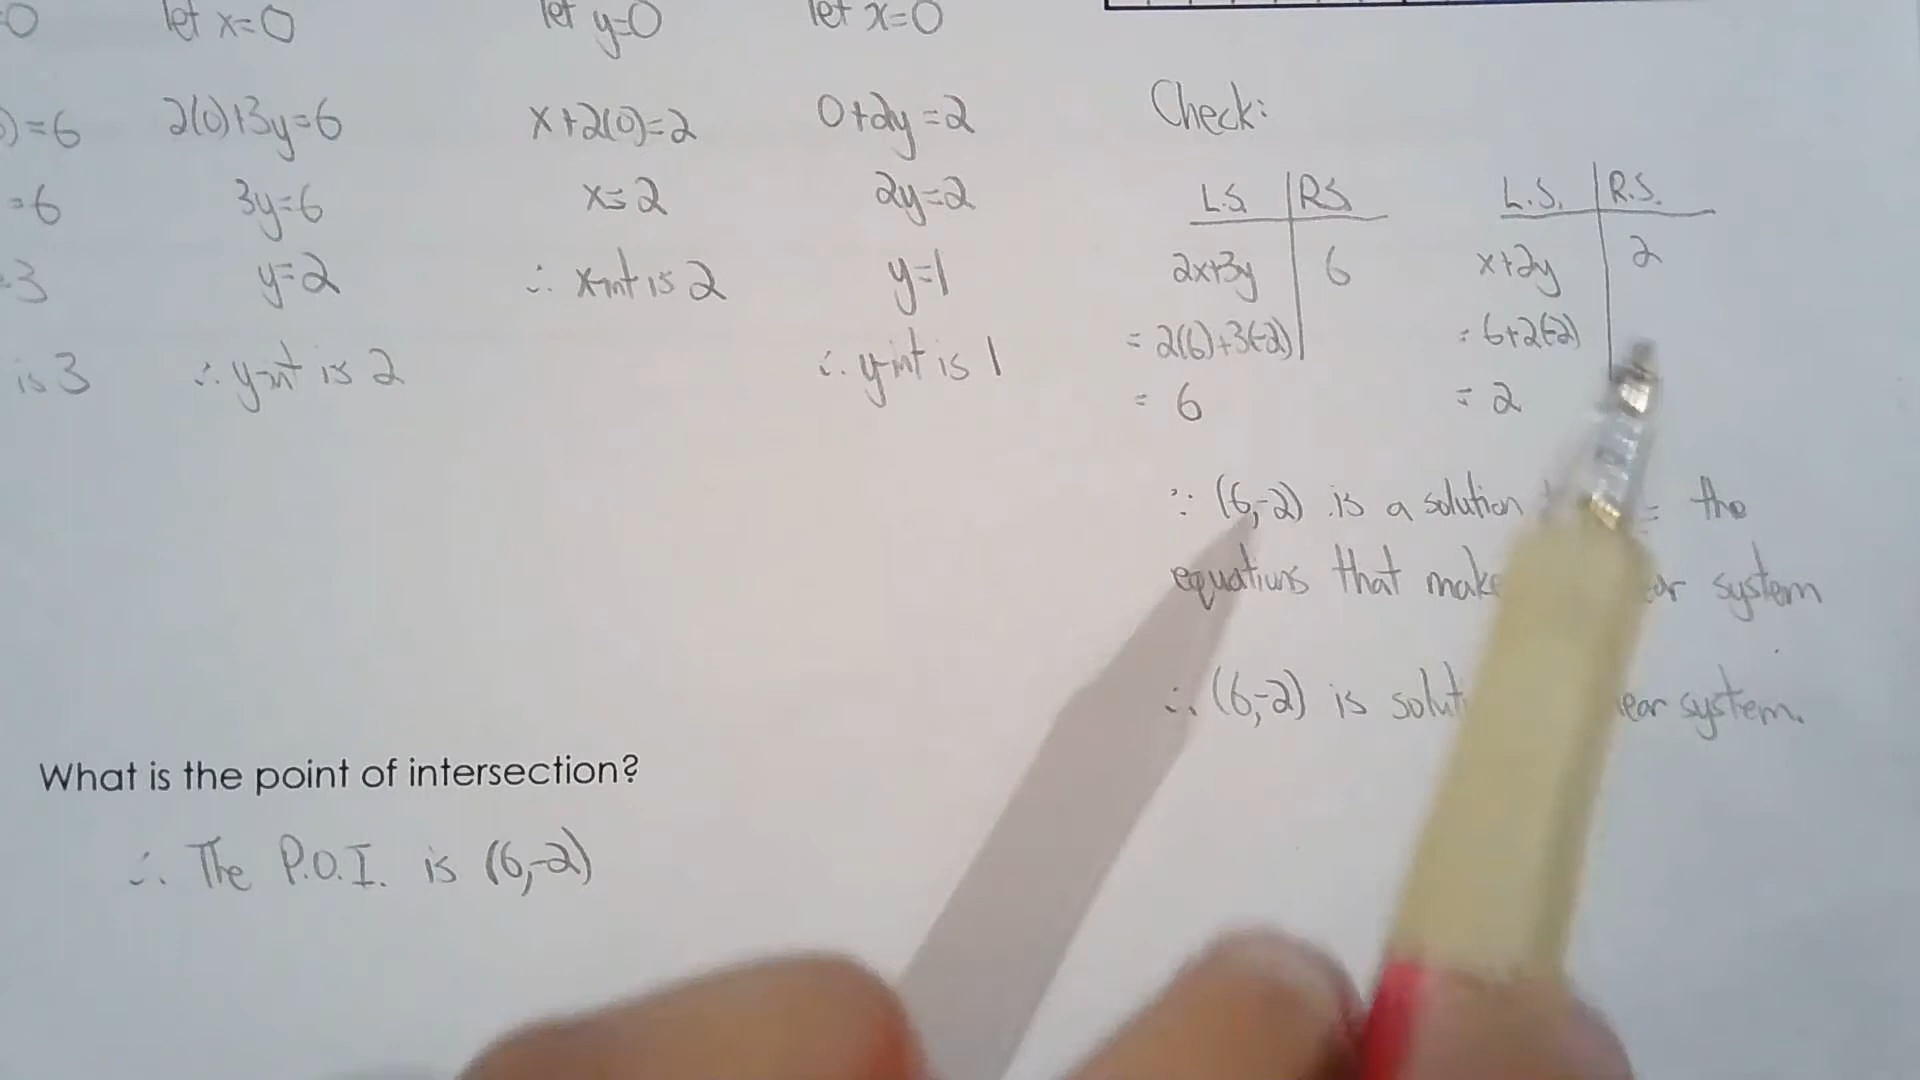 =0 let x=0 let y=0 let x=0
)=6 2(0)+3y=6 x+2(0)=2 0+2y=2
=6 3y=6 x=2 2y=2
3 y=2 ∴ x-int is 2 y=1
is 3 ∴ y-int is 2 ∴ y-int is 1
Check:
L.S. R.S.
2x+3y 6
= 2(6)+3(-2)
= 6
L.S. R.S.
x+2y 2
= 6+2(-2)
= 2
∵ (6,-2) is a solution the
equations that make system
∴ (6,-2) is system.
What is the point of intersection?
∴ The P.O.I. is (6,-2)